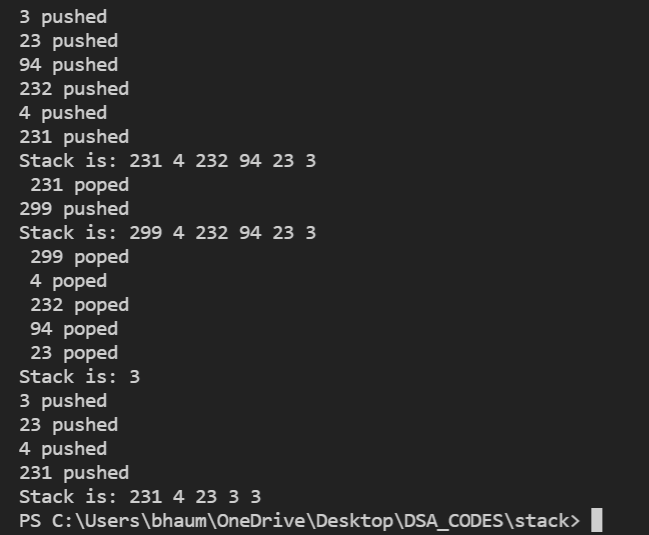 3 pushed
23 pushed
94 pushed
232 pushed
4 pushed
231 pushed
Stack is: 231 4 232 94 23 3
 231 poped
299 pushed
Stack is: 299 4 232 94 23 3
 299 poped
 4 poped
 232 poped
 94 poped
 23 poped
Stack is: 3
3 pushed
23 pushed
4 pushed
231 pushed
Stack is: 231 4 23 3 3
PS C:\Users\bhaum\OneDrive\Desktop\DSA_CODES\stack>